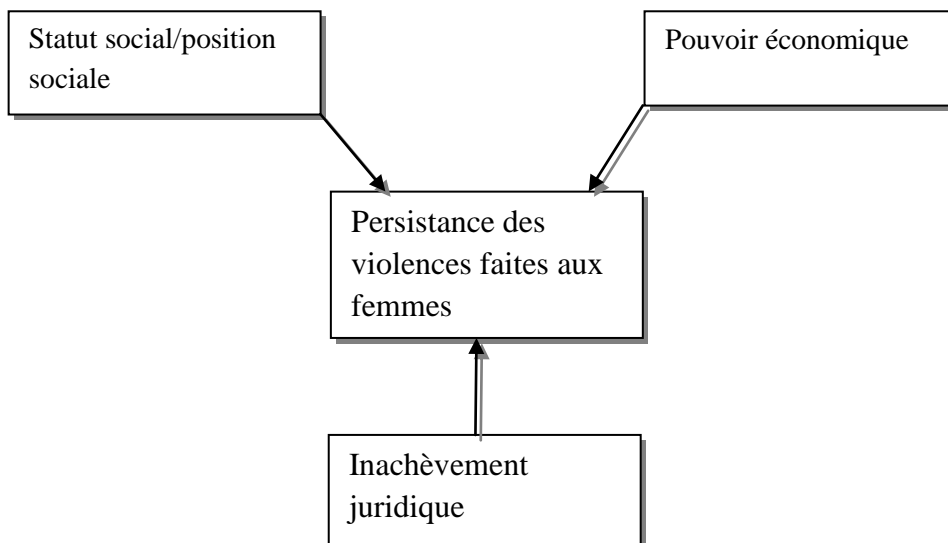 Statut social/position
sociale
Pouvoir économique
Persistance des
violences faites aux
femmes
Inachèvement
juridique